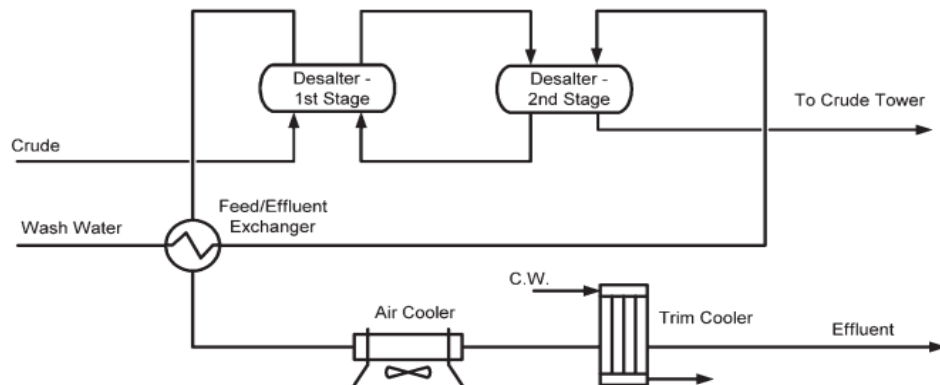 Desalter -
1st Stage
Desalter -
2nd Stage
To Crude Tower
Crude
Feed/Effluent
Exchanger
Wash Water
C.W.
Air Cooler
Trim Cooler
Effluent